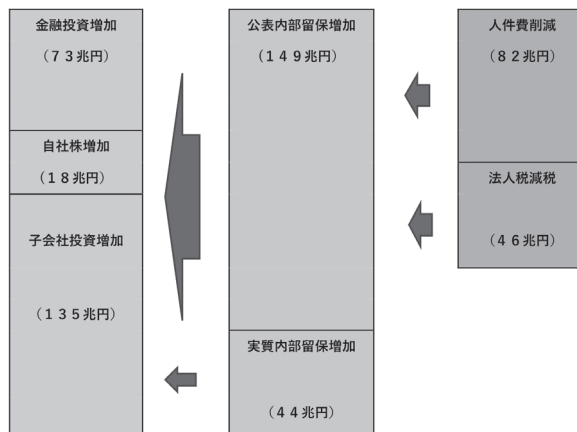 金融投資増加
（７３兆円）
自社株増加
（１８兆円）
子会社投資増加
（１３５兆円）
公表内部留保増加
（１４９兆円）
実質内部留保増加
（４４兆円）
人件費削減
（８２兆円）
法人税減税
（４６兆円）